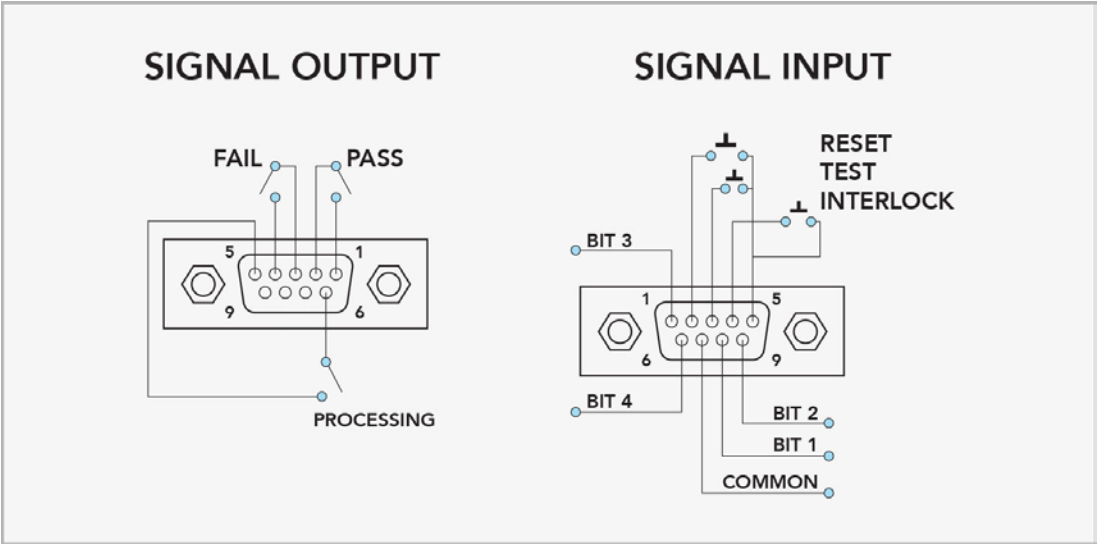 SIGNAL OUTPUT
FAIL
PASS
5
1
9
6
PROCESSING
SIGNAL INPUT
RESET
TEST
INTERLOCK
BIT 3
1
5
6
9
BIT 4
BIT 2
BIT 1
COMMON